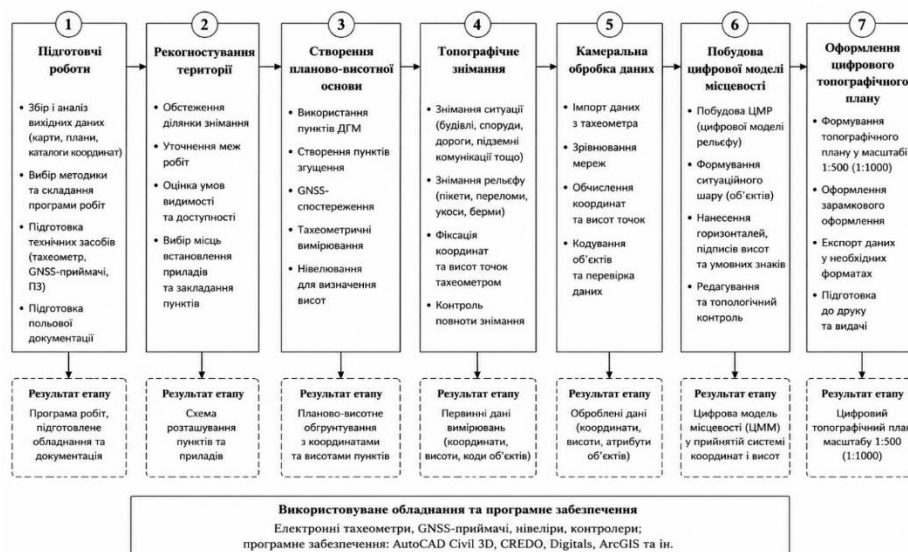 1
Підготовчі
роботи
• Збір і аналіз
вихідних даних
(карти, плани,
каталоги координат)
• Вибір методики
та складання
програми робіт
• Підготовка
технічних засобів
(тахеометр,
GNSS-приймачі,
ПЗ)
• Підготовка
польової
документації
Результат етапу
Програма робіт,
підготовлене
обладнання та
документація
2
Рекогностування
території
• Обстеження
ділянки знімання
• Уточнення меж
робіт
• Оцінка умов
видимості
та доступності
• Вибір місць
встановлення
приладів
та закладання
пунктів
Результат етапу
Схема
розташування
пунктів та
приладів
3
Створення
планово-висотної
основи
• Використання
пунктів ДГМ
• Створення пунктів
згущення
• GNSS-
спостереження
• Тахеометричні
вимірювання
• Нівелювання
для визначення
висот
Результат етапу
Планово-висотне
обгрунтування
з координатами
та висотами пунктів
4
Топографічне
знімання
• Знімання ситуації
(будівлі, споруди,
дороги, підземні
комунікації тощо)
• Знімання рельєфу
(пікети, переломи,
укоси, берми)
• Фіксація
координат
та висот точок
тахеометром
• Контроль
повноти знімання
Результат етапу
Первинні дані
вимірювань
(координати,
висоти, коди об'єктів)
5
Камеральна
обробка даних
• Імпорт даних
з тахеометра
• Зрівнювання
мереж
• Обчислення
координат
та висот точок
• Кодування
об'єктів
та перевірка
даних
Результат етапу
Оброблені дані
(координати,
висоти, атрибути
об'єктів)
6
Побудова
цифрової моделі
місцевості
• Побудова ЦМР
(цифрової моделі
рельєфу)
• Формування
ситуаційного
шару (об'єктів)
• Нанесення
горизонталей,
підписів висот
та умовних знаків
• Редагування
та топологічний
контроль
Результат етапу
Цифрова модель
місцевості (ЦММ)
у прийнятій системі
координат і висот
7
Оформлення
цифрового
топографічного
плану
• Формування
топографічного
плану у масштабі
1:500 (1:1000)
• Оформлення
зарамкового
оформлення
• Експорт даних
у необхідних
форматах
• Підготовка
до друку
та видачі
Результат етапу
Цифровий
топографічний план
масштабу 1:500
(1:1000)
Використовуване обладнання та програмне забезпечення
Електронні тахеометри, GNSS-приймачі, нівеліри, контролери;
програмне забезпечення: AutoCAD Civil 3D, CREDO, Digitals, ArcGIS та ін.